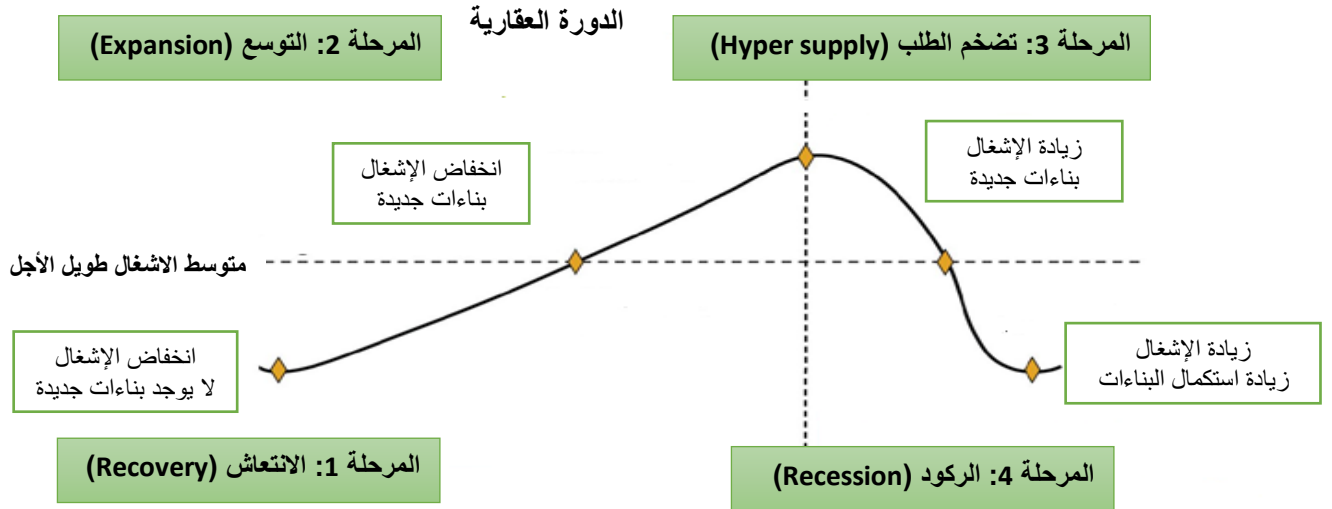 الدورة العقارية
المرحلة 2: التوسع (Expansion)
المرحلة 3: تضخم الطلب (Hyper supply)
انخفاض الإشغال
بناءات جديدة
زيادة الإشغال
بناءات جديدة
متوسط الاشغال طويل الأجل
انخفاض الإشغال
لا يوجد بناءات جديدة
زيادة الإشغال
زيادة استكمال البناءات
المرحلة 1: الانتعاش (Recovery)
المرحلة 4: الركود (Recession)